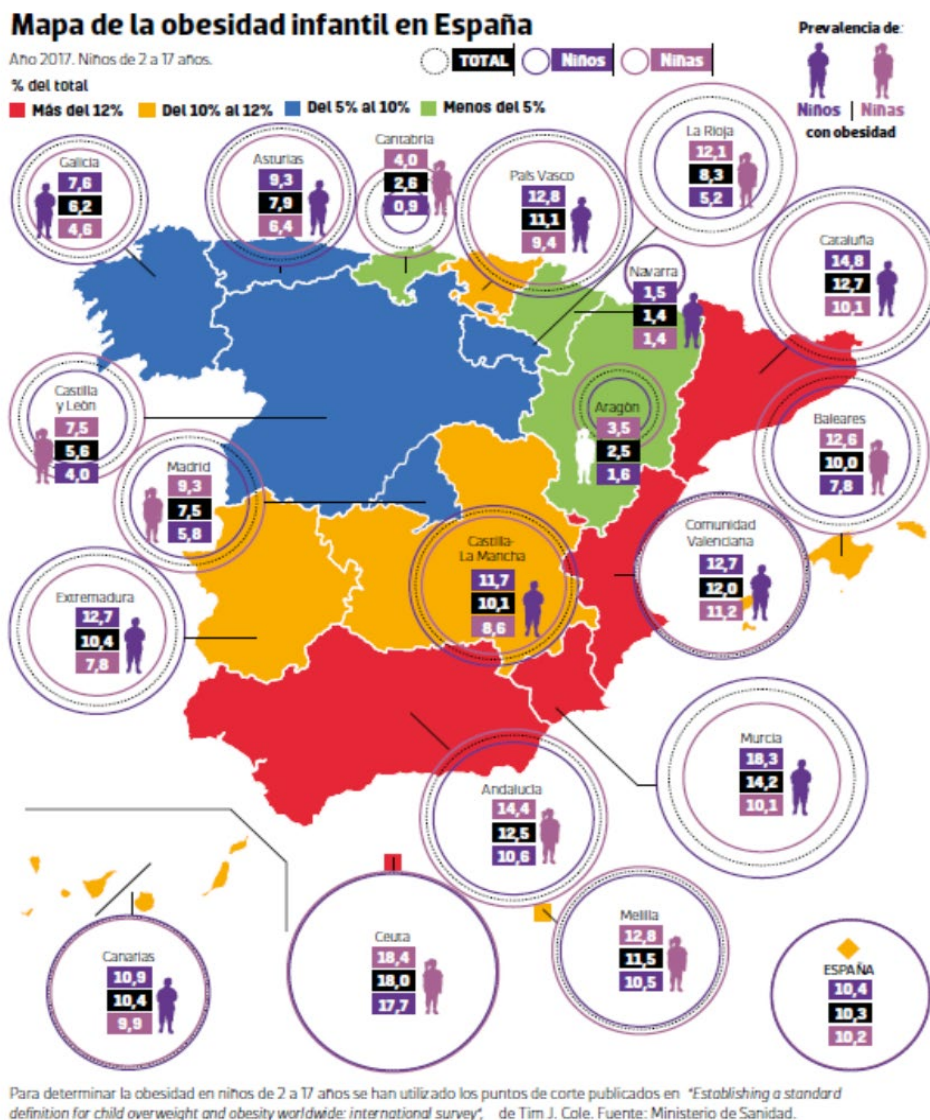 Mapa de la obesidad infantil en España
Año 2017. Niños de 2 a 17 años.
TOTAL
Niños
Niñas
Prevalencia de:
Niños | Niñas
con obesidad
% del total
Más del 12%
Del 10% al 12%
Del 5% al 10%
Menos del 5%
Galicia
7,6
6,2
4,6
Asturias
9,3
7,9
6,4
Cantabria
4,0
2,6
0,9
País Vasco
12,8
11,1
9,4
La Rioja
12,1
8,3
5,2
Navarra
1,5
1,4
1,4
Cataluña
14,8
12,7
10,1
Castilla
y León
7,5
5,6
4,0
Madrid
9,3
7,5
5,8
Aragón
3,5
2,5
1,6
Baleares
12,6
10,0
7,8
Extremadura
12,7
10,4
7,8
Castilla-
La Mancha
11,7
10,1
8,6
Comunidad
Valenciana
12,7
12,0
11,2
Murcia
18,3
14,2
10,1
Andalucía
14,4
12,5
10,6
Canarias
10,9
10,4
9,9
Ceuta
18,4
18,0
17,7
Melilla
12,8
11,5
10,5
ESPAÑA
10,4
10,3
10,2
Para determinar la obesidad en niños de 2 a 17 años se han utilizado los puntos de corte publicados en "Establishing a standard
definition for child overweight and obesity worldwide: international survey", de Tim J. Cole. Fuente: Ministerio de Sanidad.